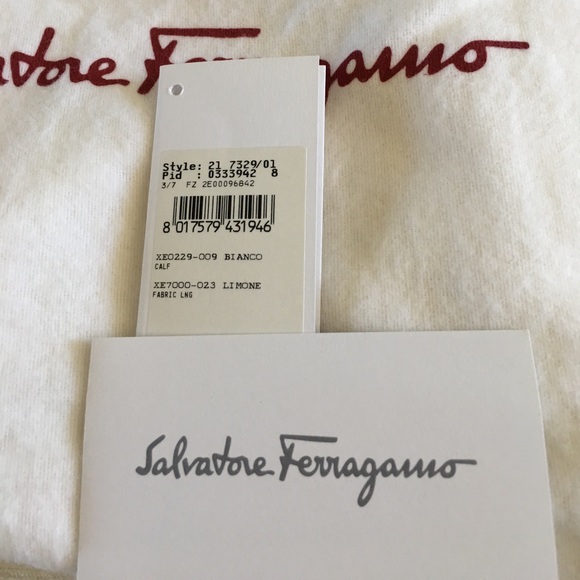 Salvatore Ferragamo
Style: 21 7329/01
Pid : 0333942 8
3/7 FZ 2E00096842
8 017579 431946
XE0229-009 BIANCO
CALF
XE7000-023 LIMONE
FABRIC LNG
Salvatore Ferragamo